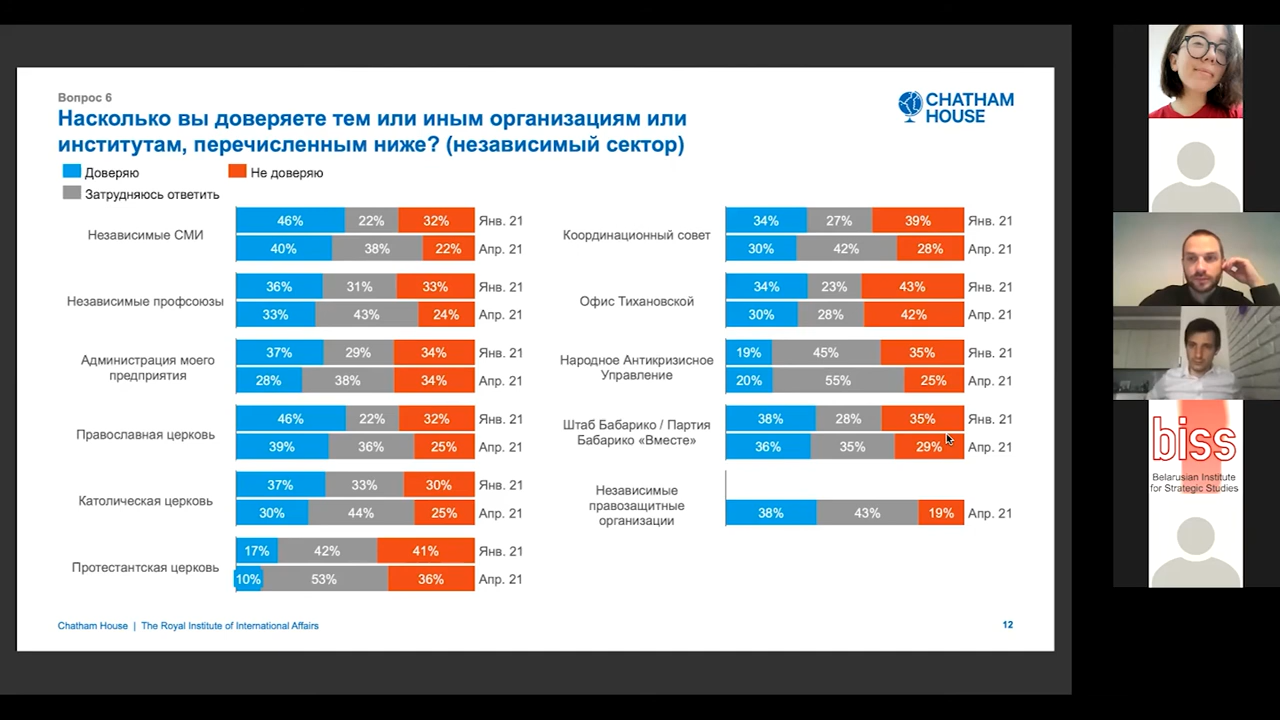 Вопрос 6
Насколько вы доверяете тем или иным организациям или
институтам, перечисленным ниже? (независимый сектор)
CHATHAM
HOUSE
Доверяю
Не доверяю
Затрудняюсь ответить
Независимые СМИ
46% 22% 32% Янв. 21
40% 38% 22% Апр. 21
Независимые профсоюзы
36% 31% 33% Янв. 21
33% 43% 24% Апр. 21
Администрация моего
предприятия
37% 29% 34% Янв. 21
28% 38% 34% Апр. 21
Православная церковь
46% 22% 32% Янв. 21
39% 36% 25% Апр. 21
Католическая церковь
37% 33% 30% Янв. 21
30% 44% 25% Апр. 21
Протестантская церковь
17% 42% 41% Янв. 21
10% 53% 36% Апр. 21
Координационный совет
34% 27% 39% Янв. 21
30% 42% 28% Апр. 21
Офис Тихановской
34% 23% 43% Янв. 21
30% 28% 42% Апр. 21
Народное Антикризисное
Управление
19% 45% 35% Янв. 21
20% 55% 25% Апр. 21
Штаб Бабарико / Партия
Бабарико «Вместе»
38% 28% 35% Янв. 21
36% 35% 29% Апр. 21
Независимые
правозащитные
организации
38% 43% 19% Апр. 21
Chatham House | The Royal Institute of International Affairs
12
biss
Belarusian Institute
for Strategic Studies